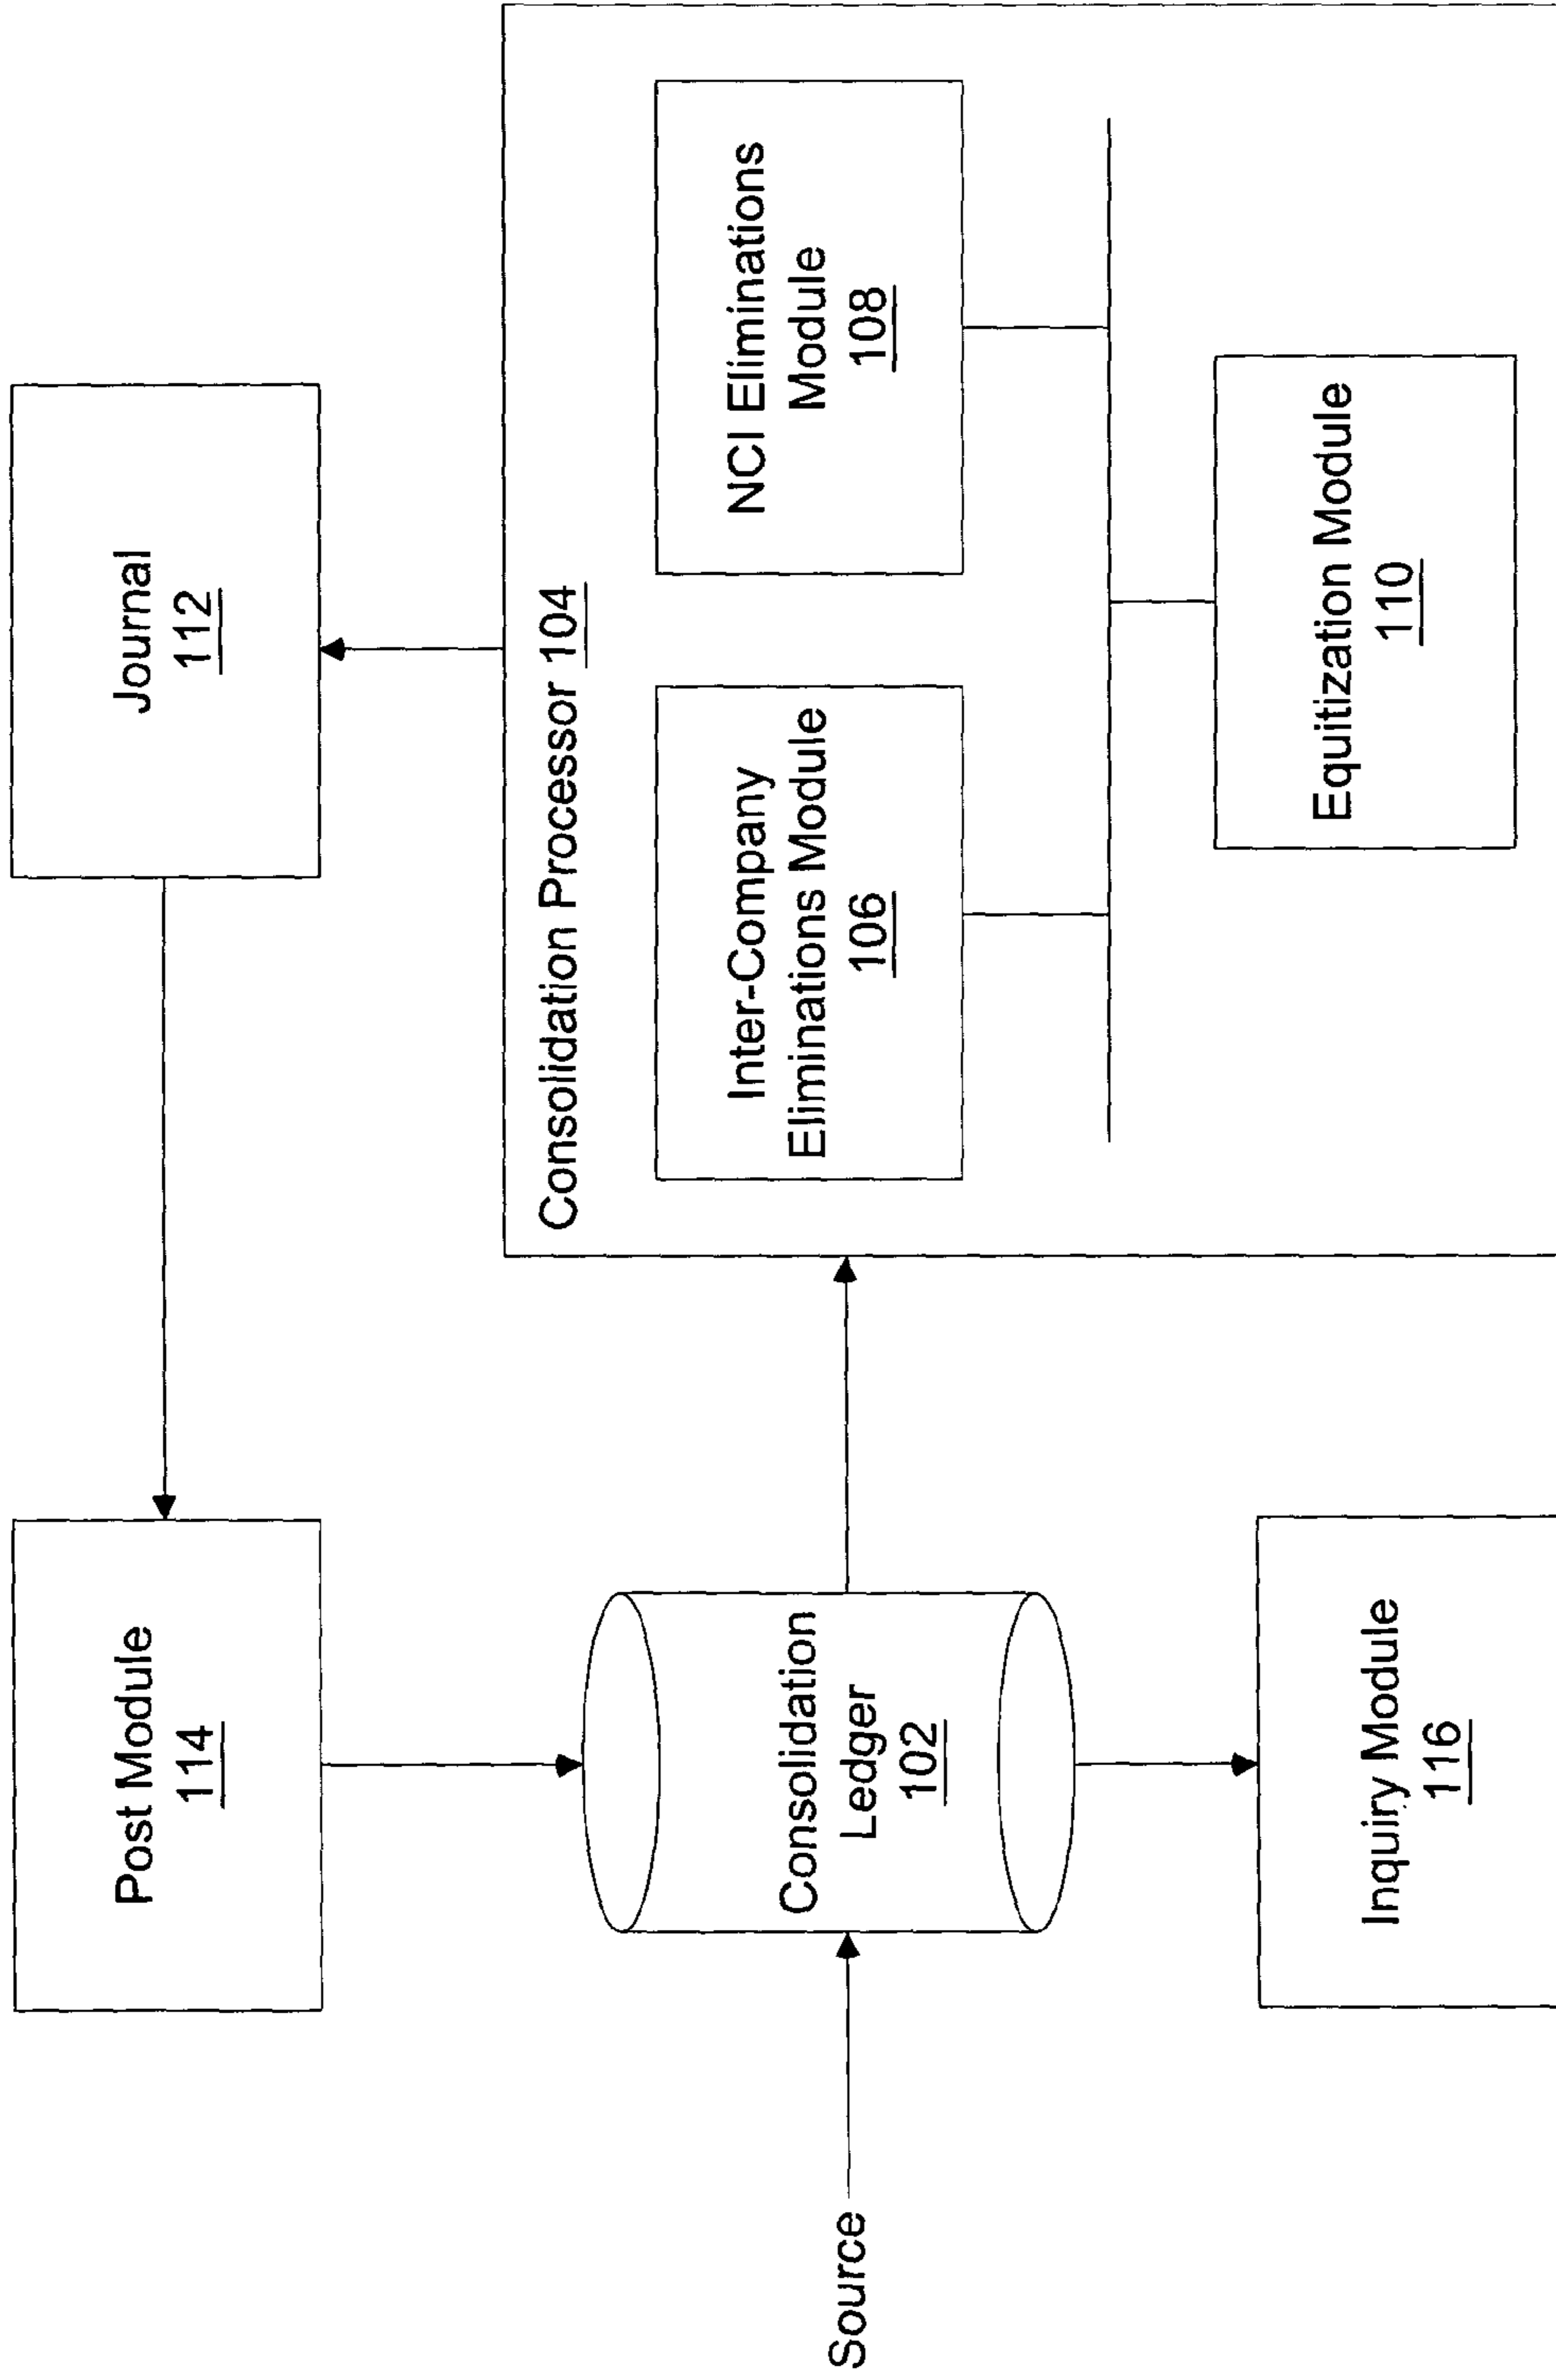 Post Module
114
Journal
112
Source
Consolidation
Ledger
102
Consolidation Processor 104
Inter-Company
Eliminations Module
106
NCI Eliminations
Module
108
Equitization Module
110
Inquiry Module
116